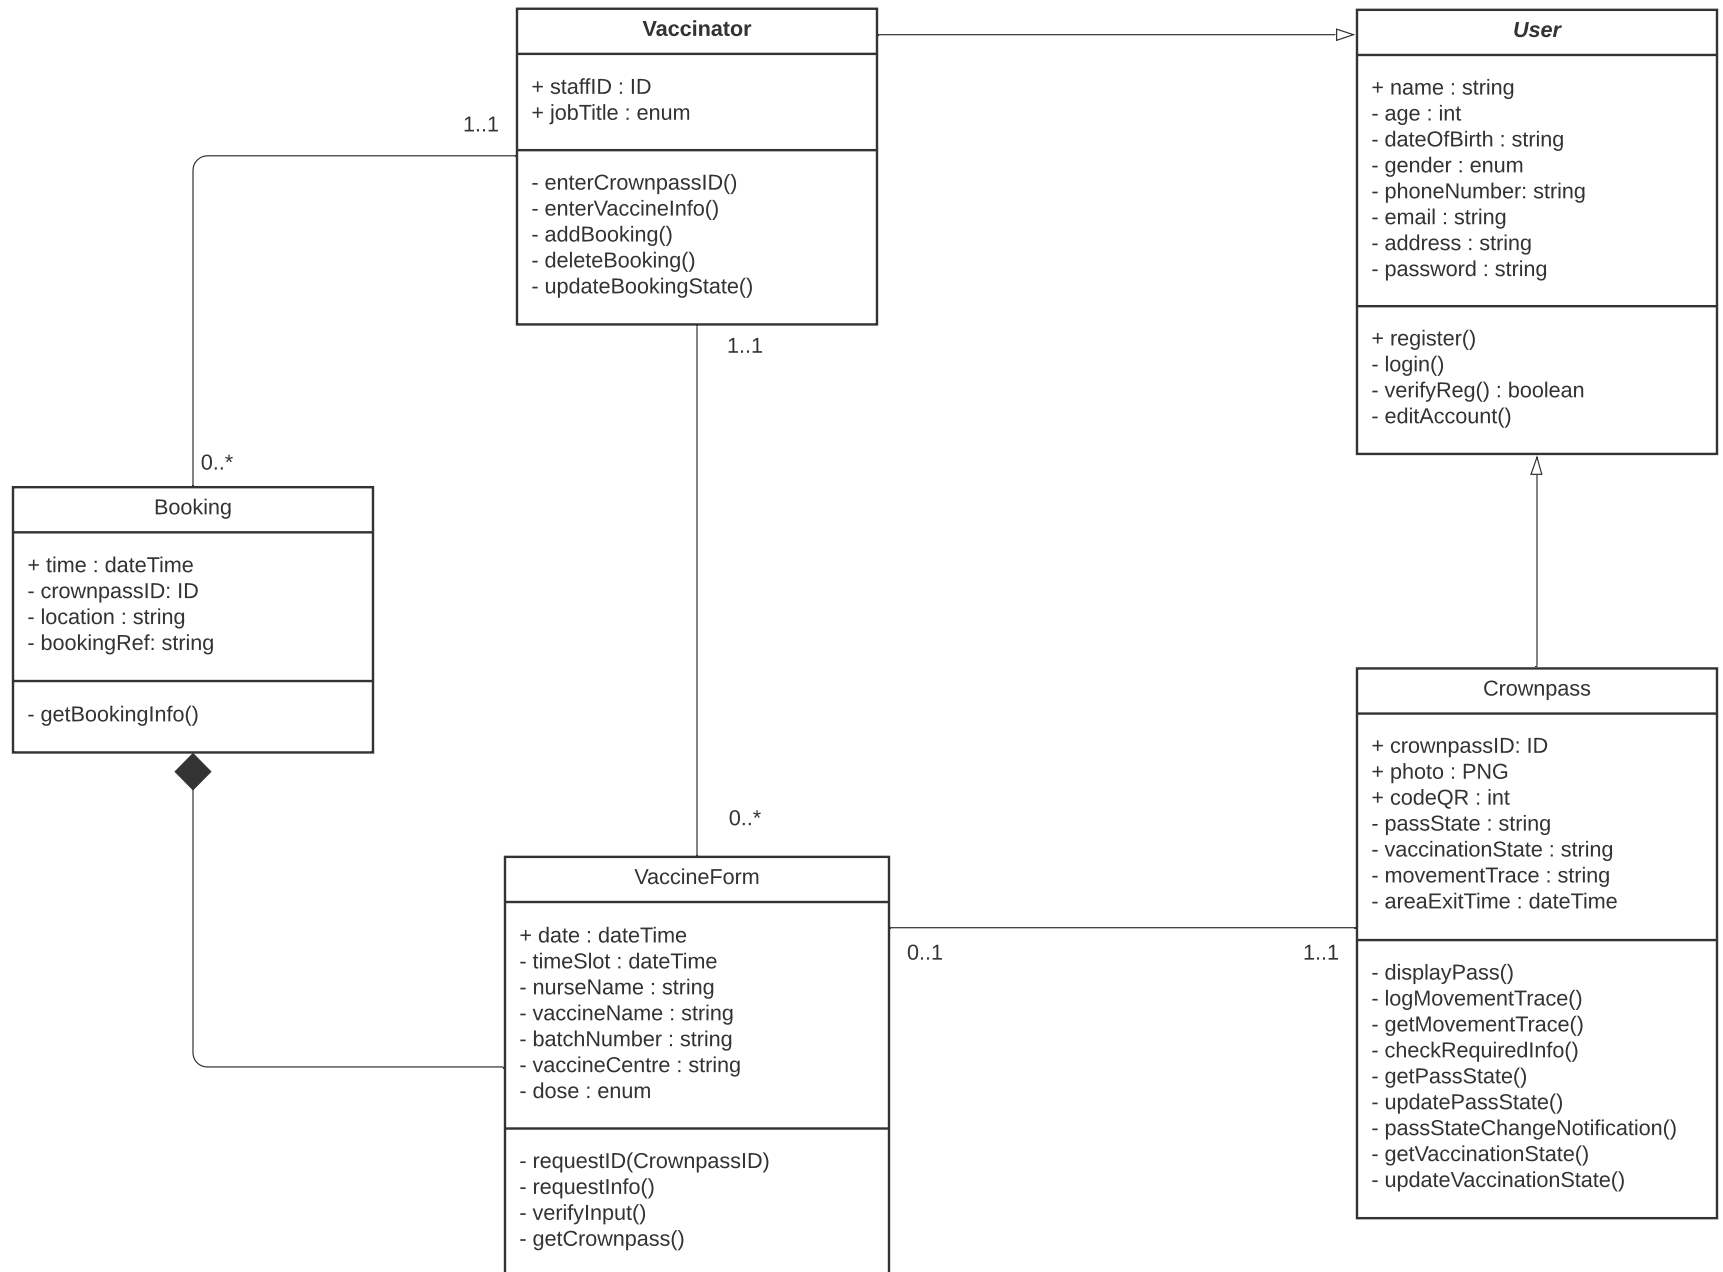 Vaccinator
+ staffID : ID
+ jobTitle : enum
- enterCrownpassID()
- enterVaccineInfo()
- addBooking()
- deleteBooking()
- updateBookingState()
User
+ name : string
- age : int
- dateOfBirth : string
- gender : enum
- phoneNumber: string
- email : string
- address : string
- password : string
+ register()
- login()
- verifyReg() : boolean
- editAccount()
1..1
1..1
0..*
Booking
+ time : dateTime
- crownpassID: ID
- location : string
- bookingRef: string
- getBookingInfo()
0..*
VaccineForm
+ date : dateTime
- timeSlot : dateTime
- nurseName : string
- vaccineName : string
- batchNumber : string
- vaccineCentre : string
- dose : enum
- requestID(CrownpassID)
- requestInfo()
- verifyInput()
- getCrownpass()
0..1
1..1
Crownpass
+ crownpassID: ID
+ photo : PNG
+ codeQR : int
- passState : string
- vaccinationState : string
- movementTrace : string
- areaExitTime : dateTime
- displayPass()
- logMovementTrace()
- getMovementTrace()
- checkRequiredInfo()
- getPassState()
- updatePassState()
- passStateChangeNotification()
- getVaccinationState()
- updateVaccinationState()